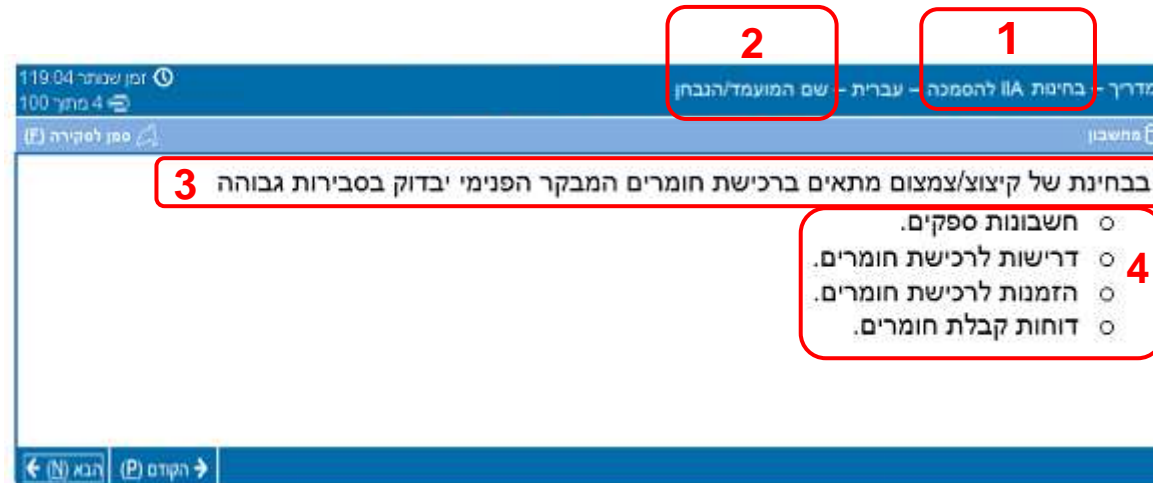 2
1
מדריך – בחינות IIA להסמכה – עברית – שם המועמד/הנבחן
זמן שנותר 119:04
4 מתוך 100
מחשבון
סמן לסקירה (F)
בבחינת של קיצוץ/צמצום מתאים ברכישת חומרים המבקר הפנימי יבדוק בסבירות גבוהה
3
חשבונות ספקים.
דרישות לרכישת חומרים.
הזמנות לרכישת חומרים.
דוחות קבלת חומרים.
4
הקודם (P)
הבא (N)